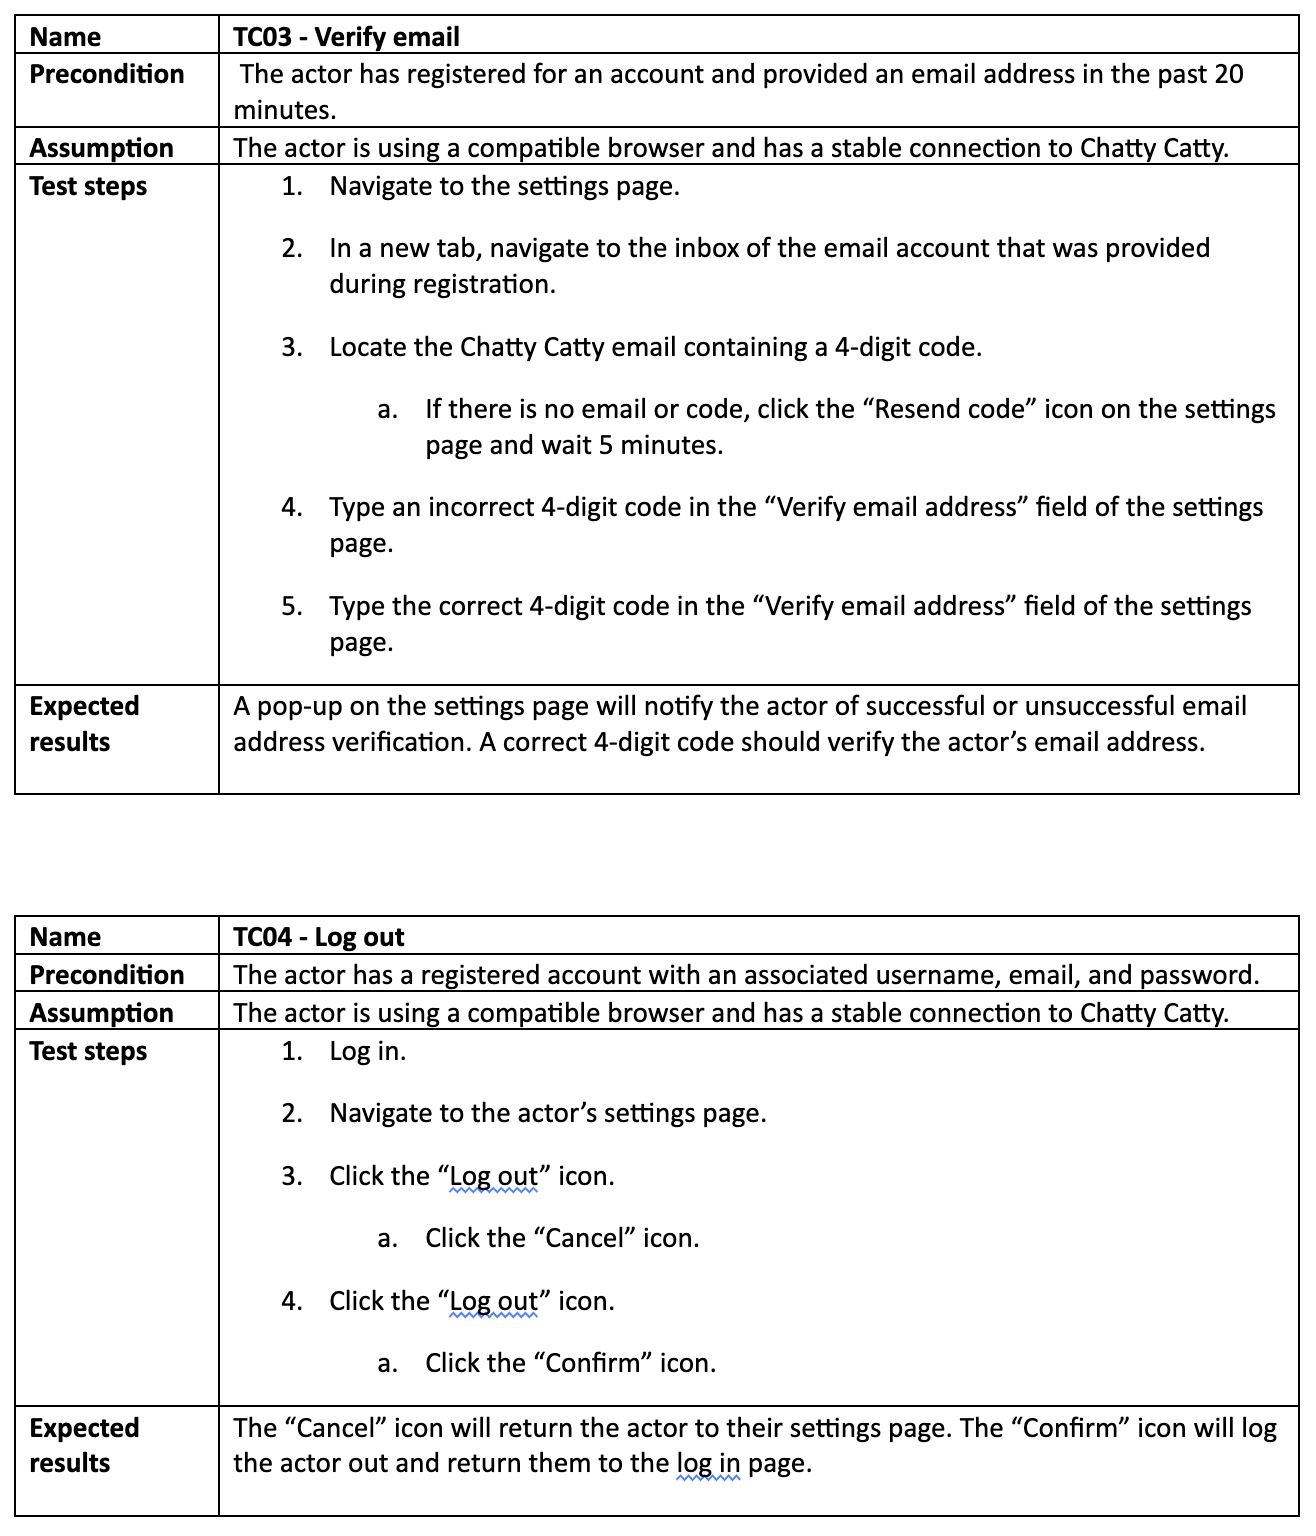 Name TC03 - Verify email
Precondition The actor has registered for an account and provided an email address in the past 20
minutes.
Assumption The actor is using a compatible browser and has a stable connection to Chatty Catty.
Test steps 1. Navigate to the settings page.
2. In a new tab, navigate to the inbox of the email account that was provided
during registration.
3. Locate the Chatty Catty email containing a 4-digit code.
a. If there is no email or code, click the “Resend code” icon on the settings
page and wait 5 minutes.
4. Type an incorrect 4-digit code in the “Verify email address” field of the settings
page.
5. Type the correct 4-digit code in the “Verify email address” field of the settings
page.
Expected A pop-up on the settings page will notify the actor of successful or unsuccessful email
results address verification. A correct 4-digit code should verify the actor’s email address.
Name TC04 - Log out
Precondition The actor has a registered account with an associated username, email, and password.
Assumption The actor is using a compatible browser and has a stable connection to Chatty Catty.
Test steps 1. Log in.
2. Navigate to the actor’s settings page.
3. Click the “Log out” icon.
a. Click the “Cancel” icon.
4. Click the “Log out” icon.
a. Click the “Confirm” icon.
Expected The “Cancel” icon will return the actor to their settings page. The “Confirm” icon will log
results the actor out and return them to the log in page.